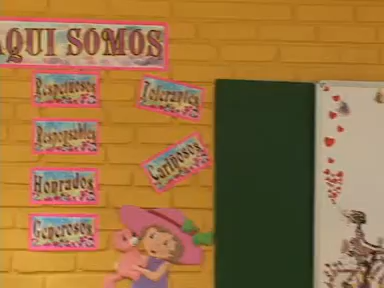 AQUI SOMOS
Respetuosos
Tolerantes
Responsables
Cariñosos
Honrados
Generosos